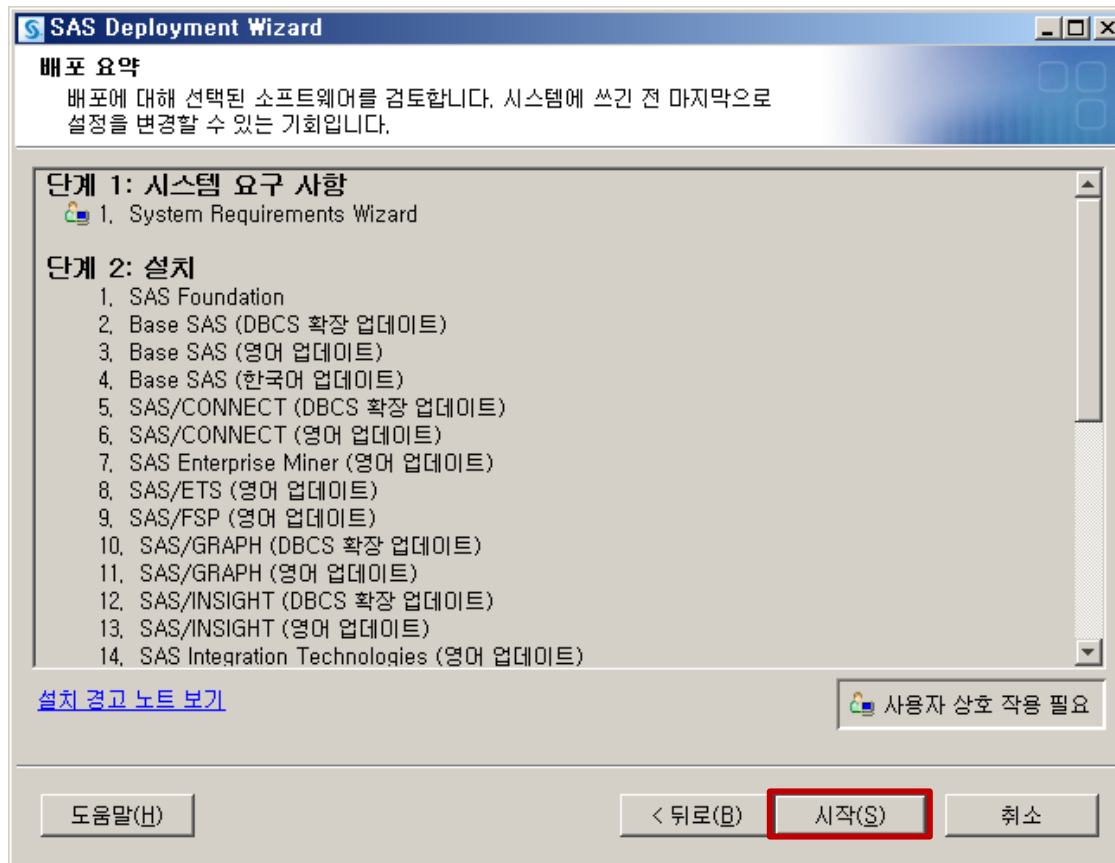 SAS Deployment Wizard
배포 요약
배포에 대해 선택된 소프트웨어를 검토합니다. 시스템에 쓰긴 전 마지막으로
설정을 변경할 수 있는 기회입니다.
단계 1: 시스템 요구 사항
1. System Requirements Wizard
단계 2: 설치
1. SAS Foundation
2. Base SAS (DBCS 확장 업데이트)
3. Base SAS (영어 업데이트)
4. Base SAS (한국어 업데이트)
5. SAS/CONNECT (DBCS 확장 업데이트)
6. SAS/CONNECT (영어 업데이트)
7. SAS Enterprise Miner (영어 업데이트)
8. SAS/ETS (영어 업데이트)
9. SAS/FSP (영어 업데이트)
10. SAS/GRAPH (DBCS 확장 업데이트)
11. SAS/GRAPH (영어 업데이트)
12. SAS/INSIGHT (DBCS 확장 업데이트)
13. SAS/INSIGHT (영어 업데이트)
14. SAS Integration Technologies (영어 업데이트)
설치 경고 노트 보기
사용자 상호 작용 필요
도움말(H)
< 뒤로(B)
시작(S)
취소